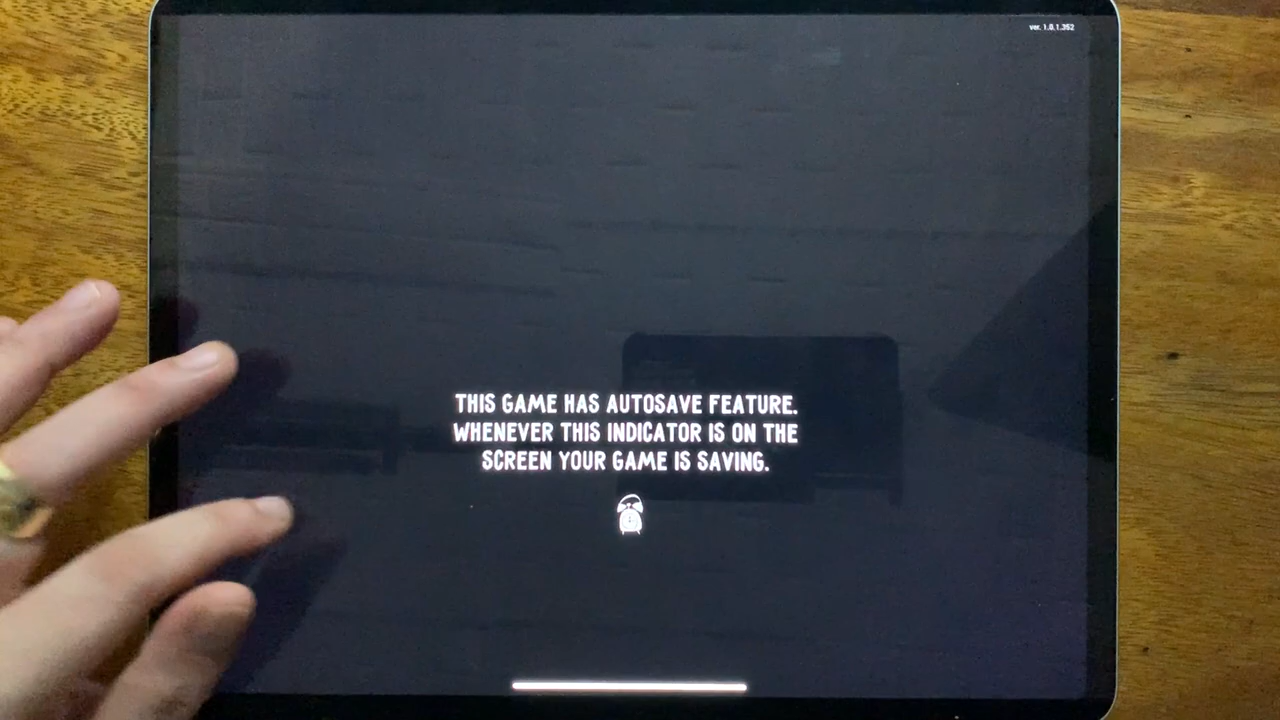 ver. 1.0.1.352
THIS GAME HAS AUTOSAVE FEATURE.
WHENEVER THIS INDICATOR IS ON THE
SCREEN YOUR GAME IS SAVING.